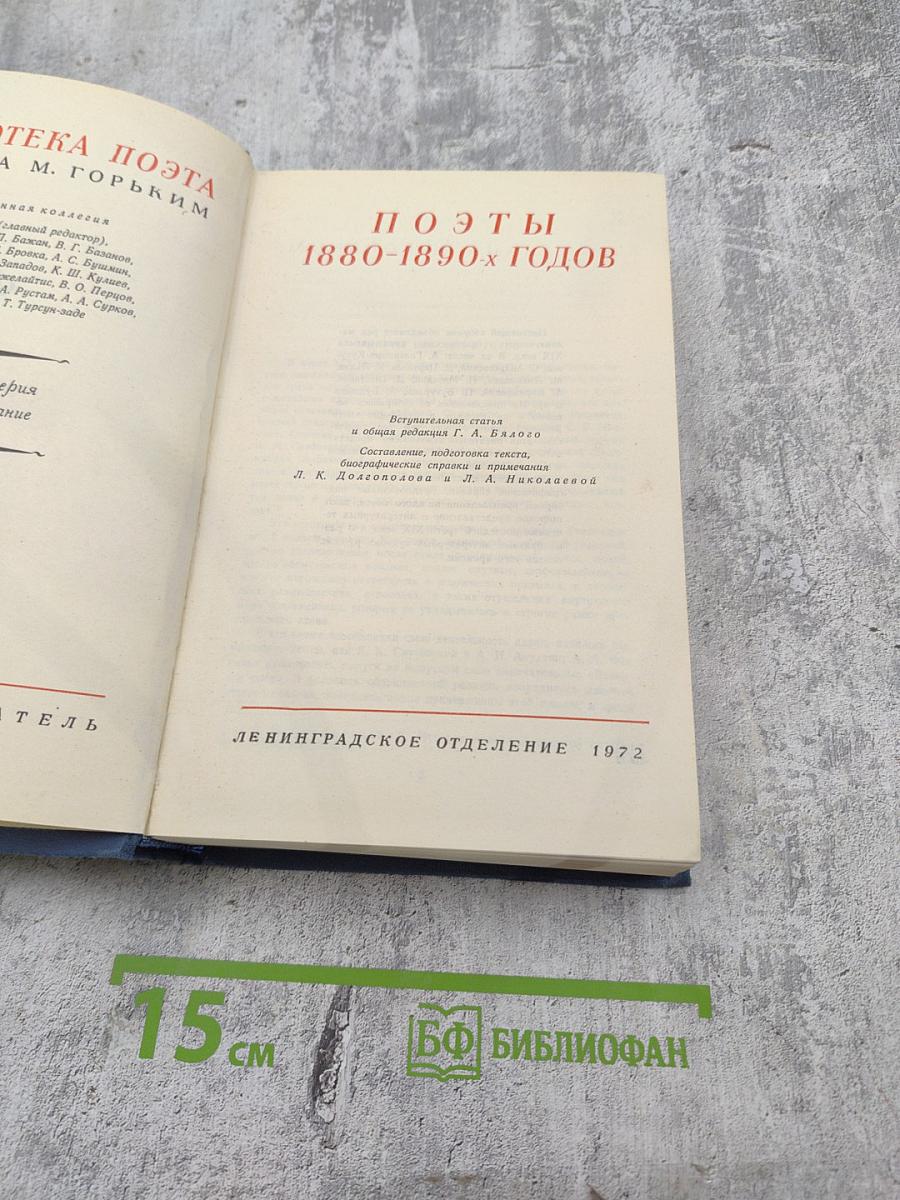 ОТЕКА ПОЭТА
А М. ГОРЬКИМ
нная коллегия
(главный редактор),
П. Бажан, В. Г. Базанов,
Бровка, А. С. Бушмин,
Западов, К. Ш. Кулиев,
желайтис, В. О. Перцов,
А. Рустам, А. А. Сурков,
Т. Турсун-заде
ерия
ание
АТЕЛЬ
ПОЭТЫ
1880-1890-х ГОДОВ
Вступительная статья
и общая редакция Г. А. Бялого
Составление, подготовка текста,
биографические справки и примечания
Л. К. Долгополова и Л. А. Николаевой
ЛЕНИНГРАДСКОЕ ОТДЕЛЕНИЕ 1972
15 см
БФ БИБЛИОФАН